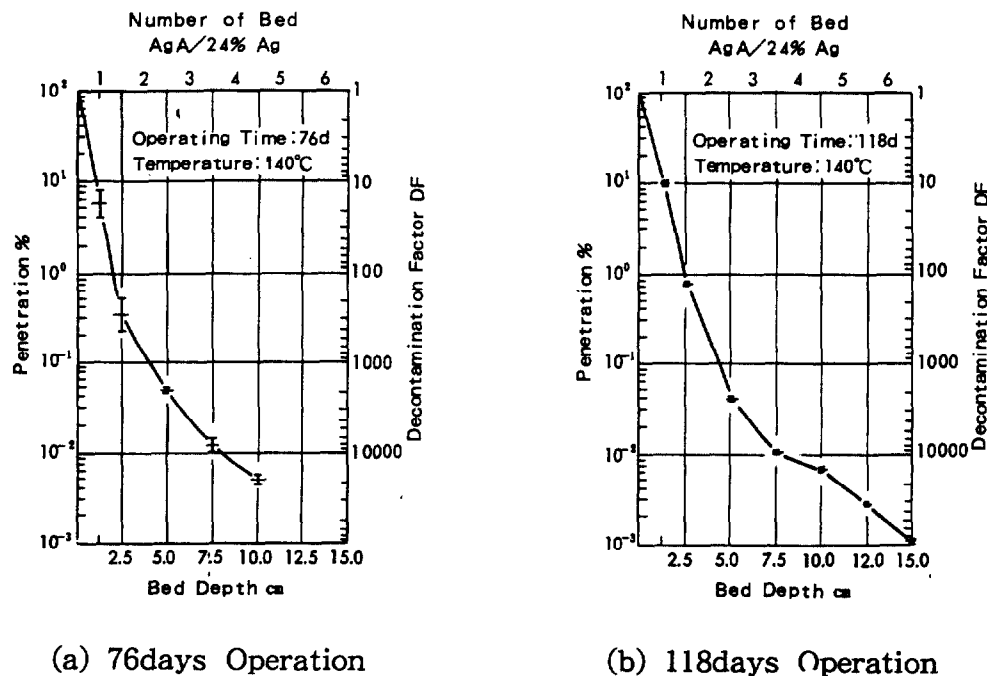 Number of Bed
AgA/24% Ag
1 2 3 4 5 6
10² 1
Operating Time:76d
Temperature:140℃
10¹ 10
10⁰ 100
10⁻¹ 1000
10⁻² 10000
10⁻³
Penetration %
Decontamination Factor DF
2.5 5.0 7.5 10.0 12.5 15.0
Bed Depth cm
(a) 76days Operation
Number of Bed
AgA/24% Ag
1 2 3 4 5 6
10² 1
Operating Time:118d
Temperature:140℃
10¹ 10
10⁰ 100
10⁻¹ 1000
10⁻² 10000
10⁻³
Penetration %
Decontamination Factor DF
2.5 5.0 7.5 10.0 12.0 15.0
Bed Depth cm
(b) 118days Operation